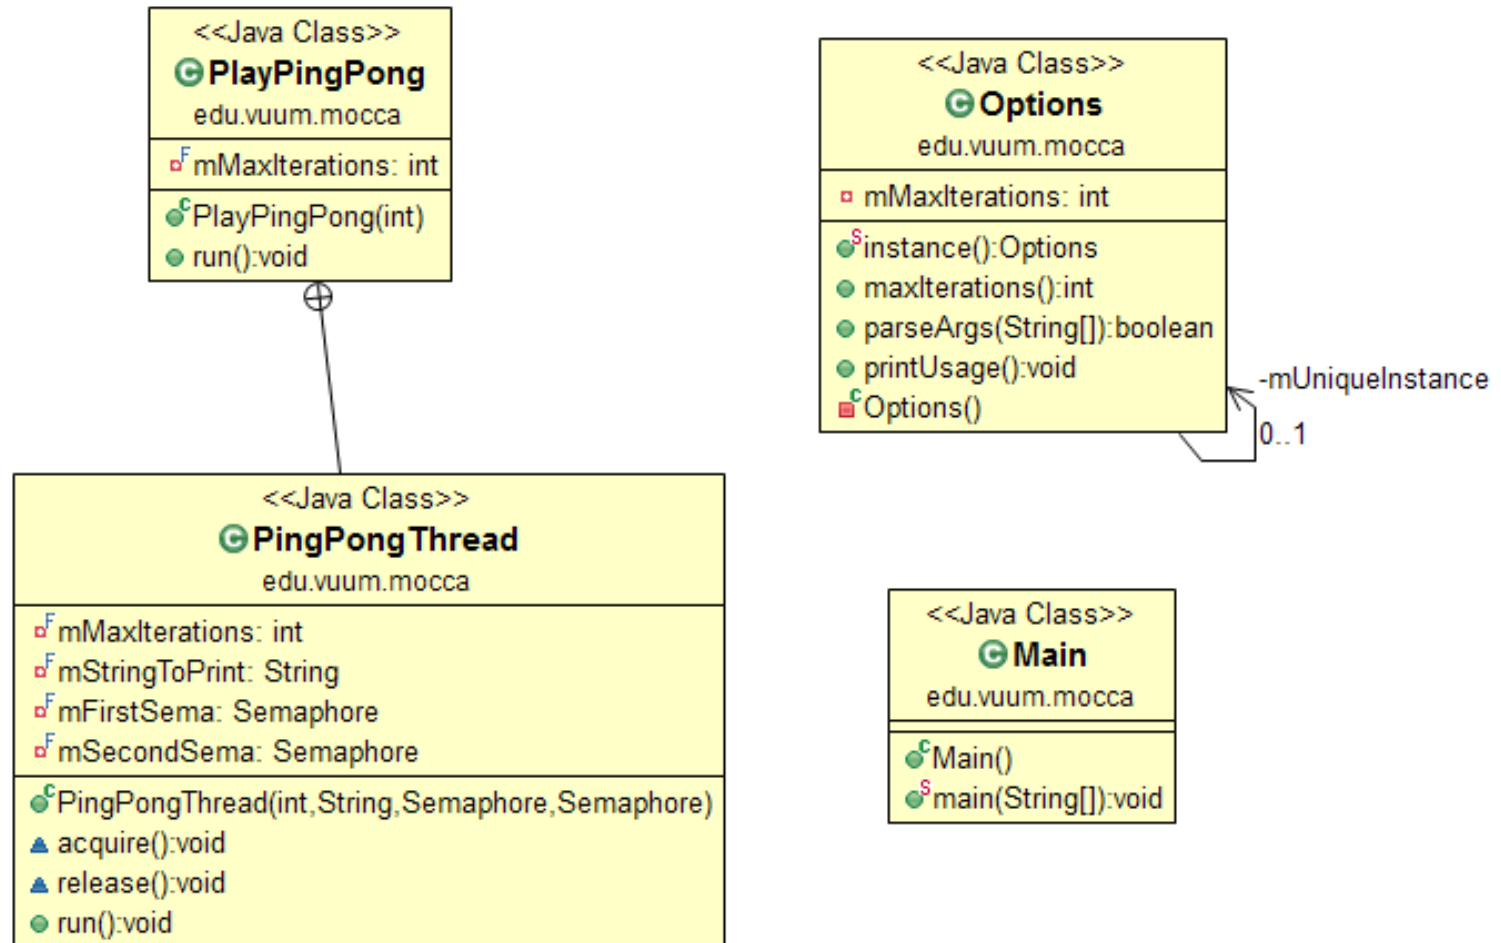 <<Java Class>>
PlayPingPong
edu.vuum.mocca
mMaxIterations: int
PlayPingPong(int)
run():void
<<Java Class>>
Options
edu.vuum.mocca
mMaxIterations: int
instance():Options
maxIterations():int
parseArgs(String[]):boolean
printUsage():void
Options()
-mUniqueInstance
0..1
<<Java Class>>
PingPongThread
edu.vuum.mocca
mMaxIterations: int
mStringToPrint: String
mFirstSema: Semaphore
mSecondSema: Semaphore
PingPongThread(int,String,Semaphore,Semaphore)
acquire():void
release():void
run():void
<<Java Class>>
Main
edu.vuum.mocca
Main()
main(String[]):void